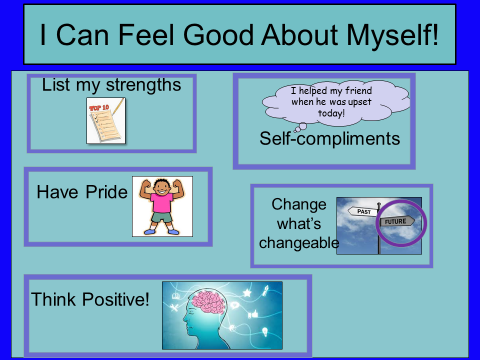 I Can Feel Good About Myself!
List my strengths
TOP 10
I helped my friend
when he was upset
today!
Self-compliments
Have Pride
Change
what's
changeable
PAST
FUTURE
Think Positive!